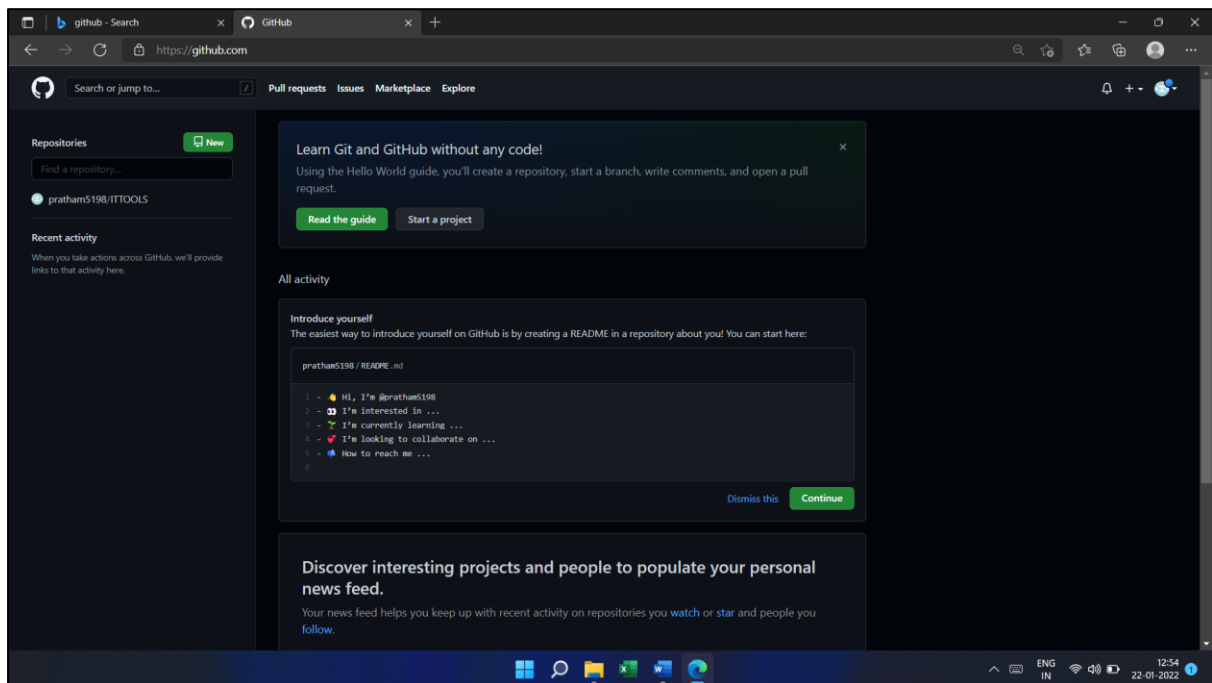 github - Search
GitHub
https://github.com
Search or jump to...
/
Pull requests Issues Marketplace Explore
Repositories
New
Find a repository...
pratham5198/ITTOOLS
Recent activity
When you take actions across GitHub, we'll provide
links to that activity here.
Learn Git and GitHub without any code!
Using the Hello World guide, you'll create a repository, start a branch, write comments, and open a pull
request.
Read the guide
Start a project
All activity
Introduce yourself
The easiest way to introduce yourself on GitHub is by creating a README in a repository about you! You can start here:
pratham5198/README.md
1 - 👋 Hi, I'm @pratham5198
2 - 👀 I'm interested in ...
3 - 🌱 I'm currently learning ...
4 - 💞️ I'm looking to collaborate on ...
5 - 📫 How to reach me ...
6
Dismiss this
Continue
Discover interesting projects and people to populate your personal
news feed.
Your news feed helps you keep up with recent activity on repositories you watch or star and people you
follow.
ENG
IN
12:54
22-01-2022
1